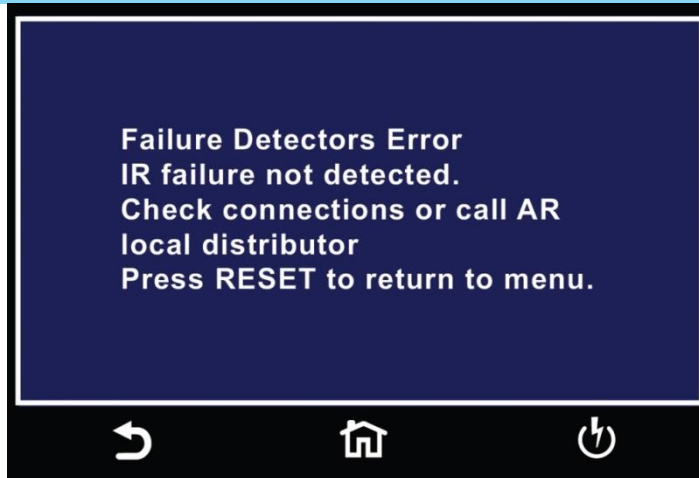 Failure Detectors Error
IR failure not detected.
Check connections or call AR
local distributor
Press RESET to return to menu.